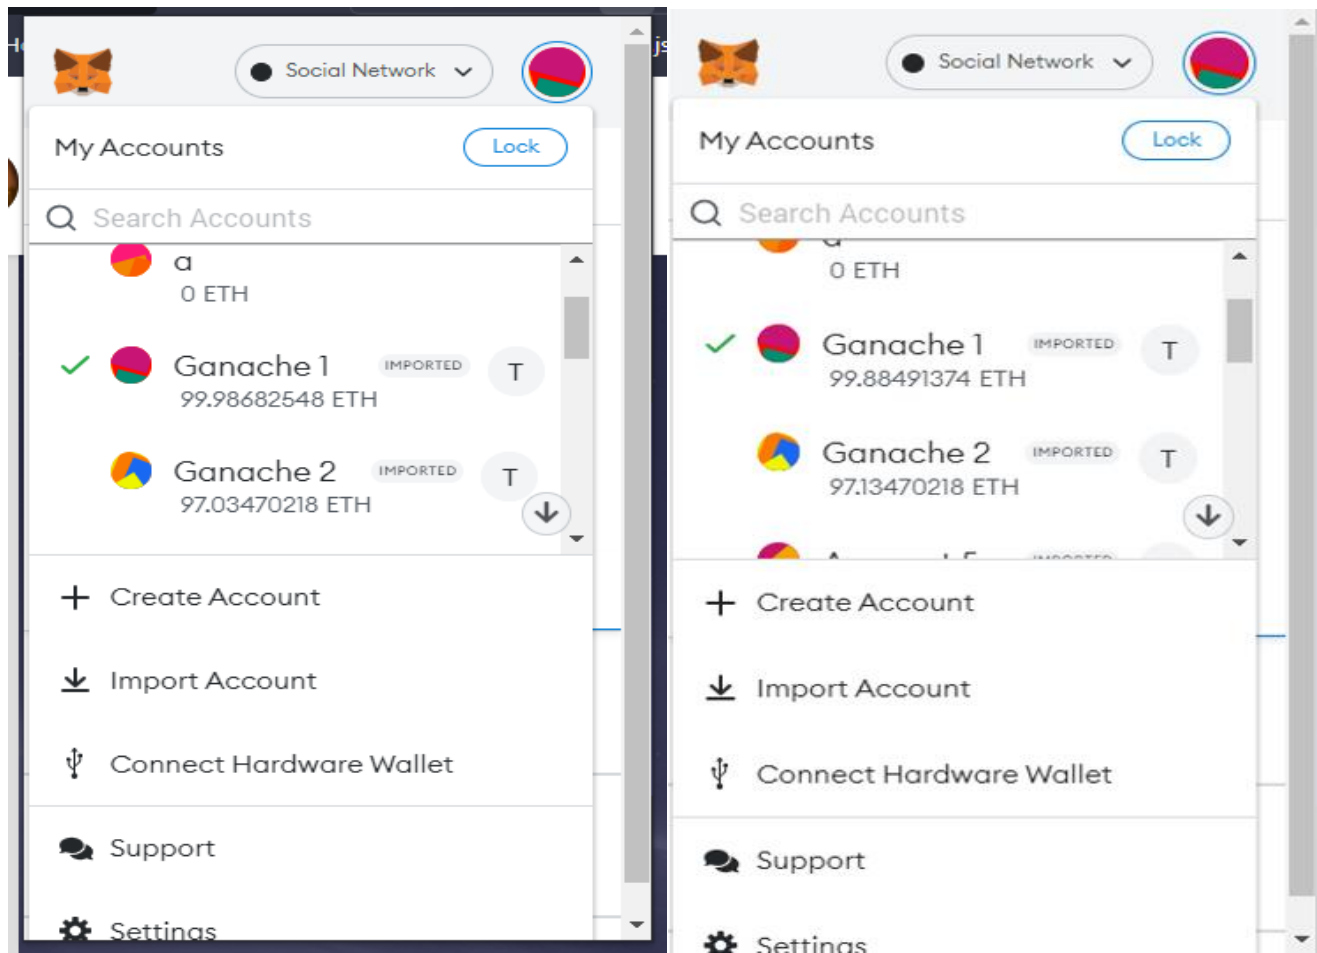 Social Network
My Accounts
Lock
Search Accounts
a
0 ETH
Ganache 1 IMPORTED T
99.98682548 ETH
Ganache 2 IMPORTED T
97.03470218 ETH
Create Account
Import Account
Connect Hardware Wallet
Support
Settings
js
Social Network
My Accounts
Lock
Search Accounts
a
0 ETH
Ganache 1 IMPORTED T
99.88491374 ETH
Ganache 2 IMPORTED T
97.13470218 ETH
Create Account
Import Account
Connect Hardware Wallet
Support
Settings